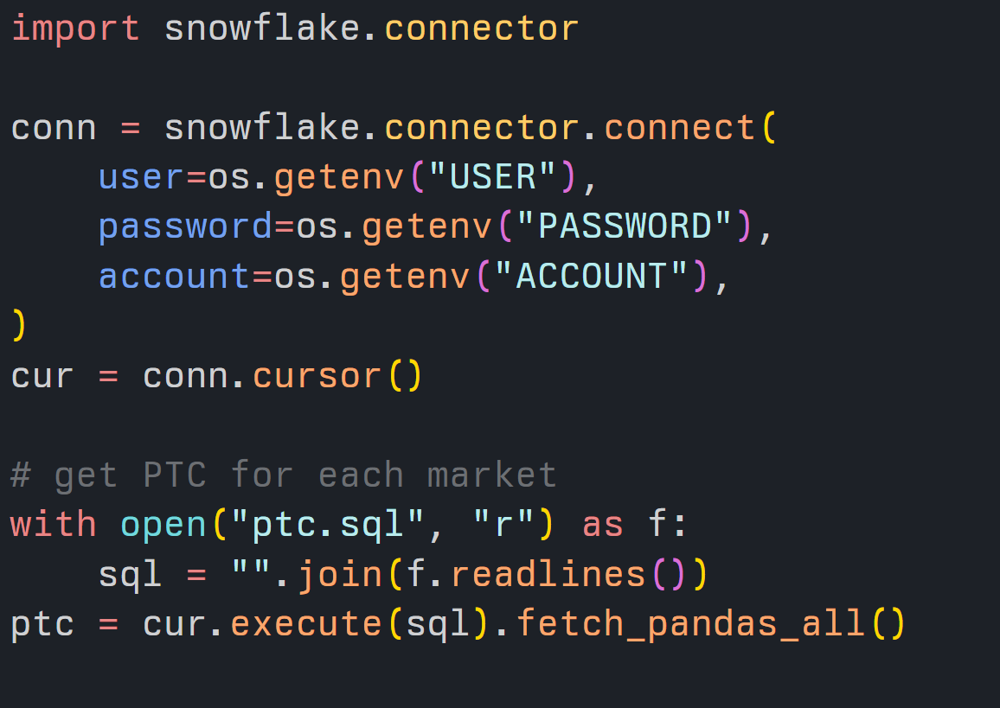 import snowflake.connector

conn = snowflake.connector.connect(
    user=os.getenv("USER"),
    password=os.getenv("PASSWORD"),
    account=os.getenv("ACCOUNT"),
)
cur = conn.cursor()

# get PTC for each market
with open("ptc.sql", "r") as f:
    sql = "".join(f.readlines())
ptc = cur.execute(sql).fetch_pandas_all()